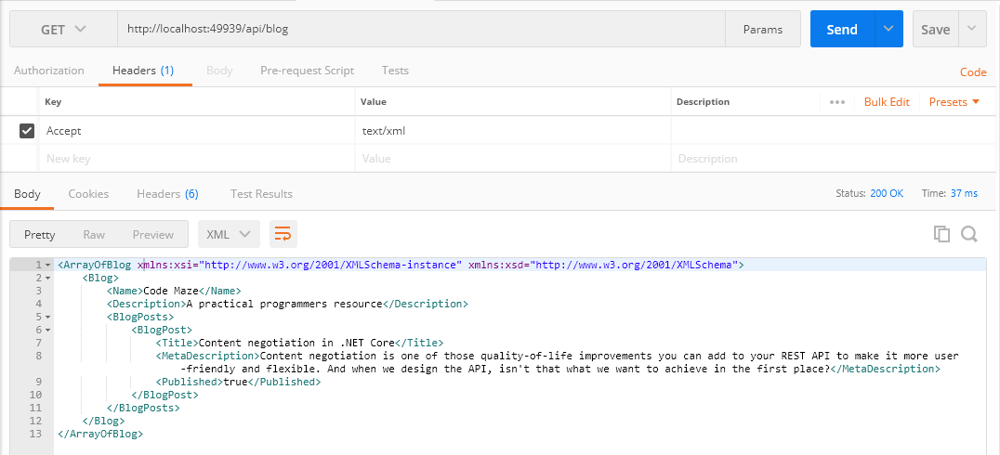 GET http://localhost:49939/api/blog Params Send Save
Authorization Headers (1) Body Pre-request Script Tests Code
Key Value Description ••• Bulk Edit Presets
Accept text/xml
New key Value Description
Body Cookies Headers (6) Test Results Status: 200 OK Time: 37 ms
Pretty Raw Preview XML
1 <ArrayOfBlog xmlns:xsi="http://www.w3.org/2001/XMLSchema-instance" xmlns:xsd="http://www.w3.org/2001/XMLSchema">
2 <Blog>
3 <Name>Code Maze</Name>
4 <Description>A practical programmers resource</Description>
5 <BlogPosts>
6 <BlogPost>
7 <Title>Content negotiation in .NET Core</Title>
8 <MetaDescription>Content negotiation is one of those quality-of-life improvements you can add to your REST API to make it more user
-friendly and flexible. And when we design the API, isn't that what we want to achieve in the first place?</MetaDescription>
9 <Published>true</Published>
10 </BlogPost>
11 </BlogPosts>
12 </Blog>
13 </ArrayOfBlog>